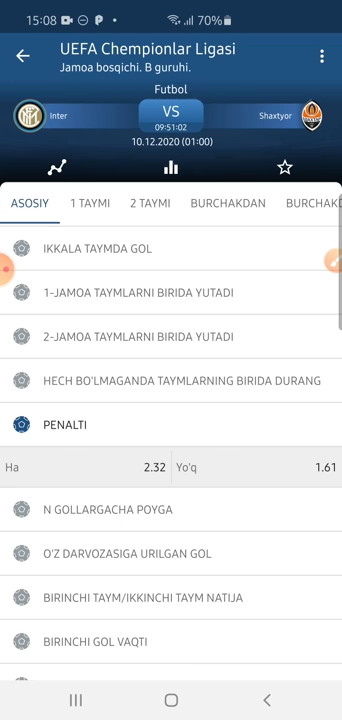 15:08 70%
UEFA Chempionlar Ligasi
Jamoa bosqichi. B guruhi.
Futbol
Inter VS Shaxtyor
09:51:02
10.12.2020 (01:00)
ASOSIY 1 TAYMI 2 TAYMI BURCHAKDAN BURCHAKD
IKKALA TAYMDA GOL
1-JAMOA TAYMLARNI BIRIDA YUTADI
2-JAMOA TAYMLARNI BIRIDA YUTADI
HECH BO'LMAGANDA TAYMLARNING BIRIDA DURANG
PENALTI
Ha 2.32 Yo'q 1.61
N GOLLARGACHA POYGA
O'Z DARVOZASIGA URILGAN GOL
BIRINCHI TAYM/IKKINCHI TAYM NATIJA
BIRINCHI GOL VAQTI